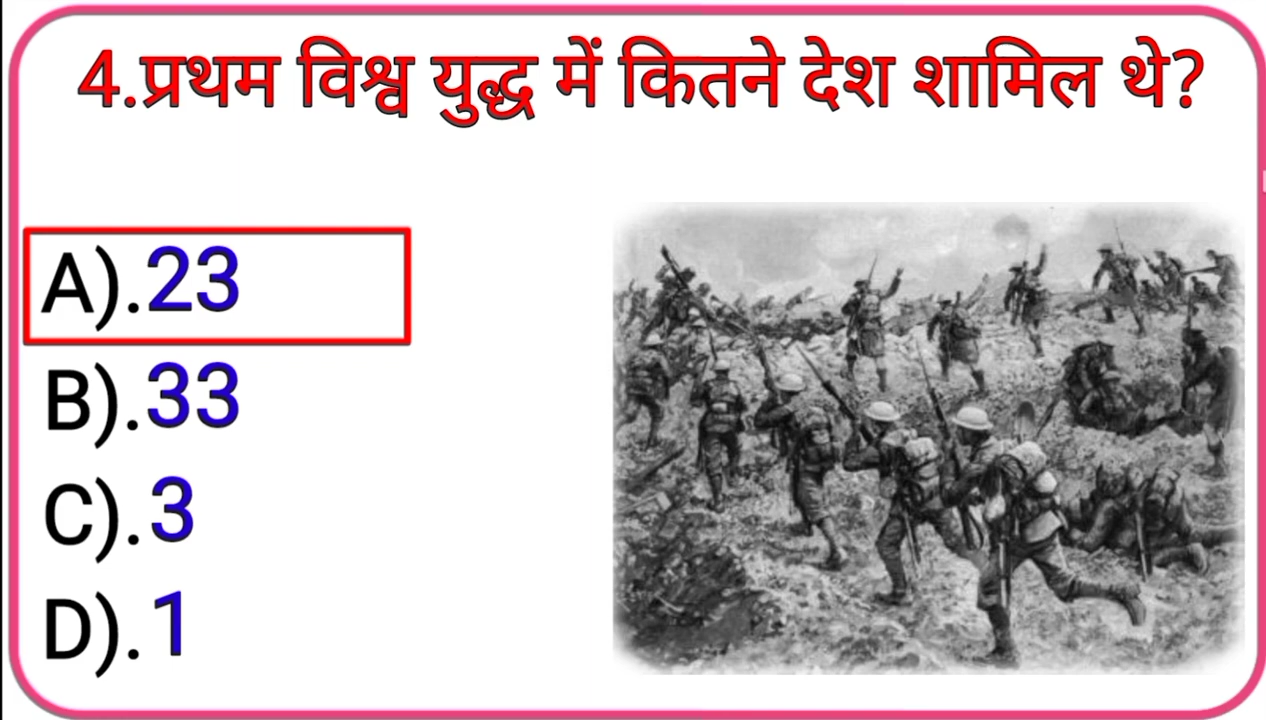 4.प्रथम विश्व युद्ध में कितने देश शामिल थे?
A).23
B).33
C).3
D).1